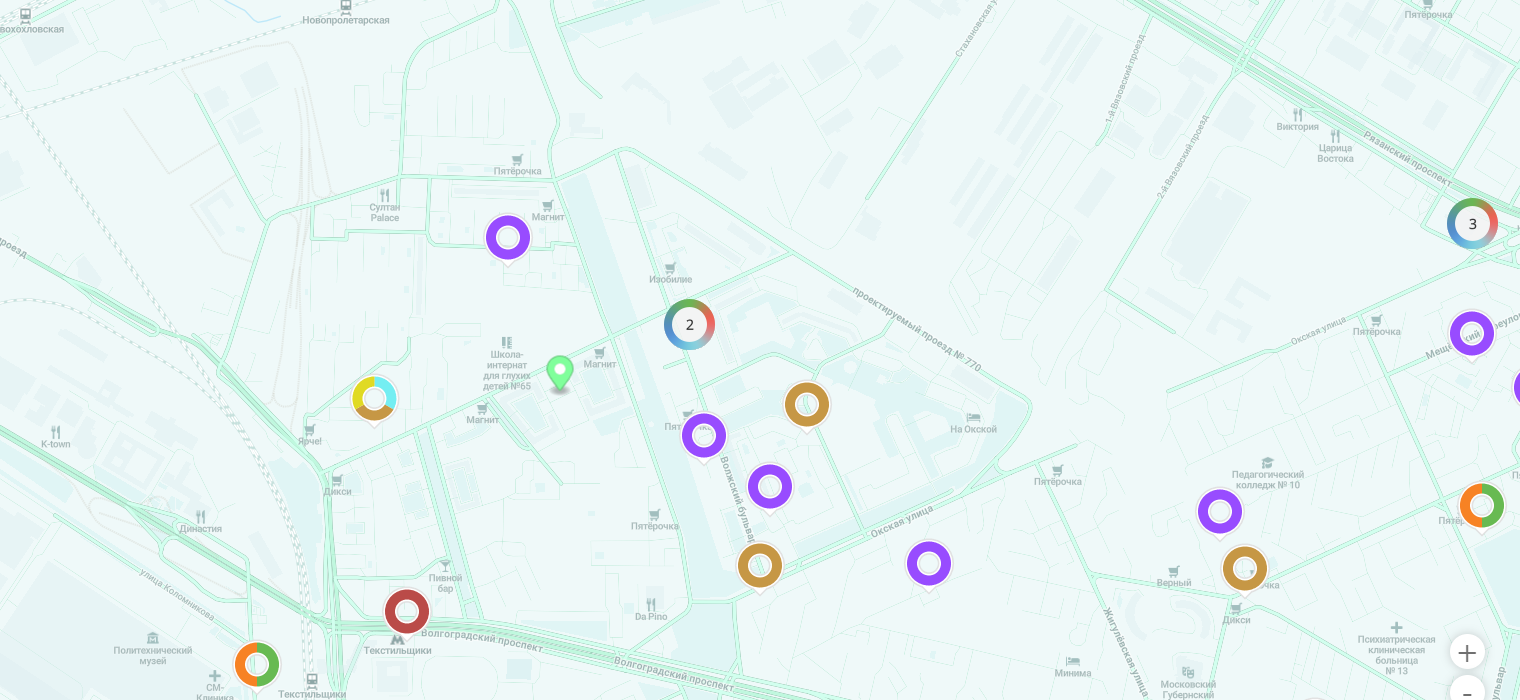 вохохловская
Новопролетарская
Пятёрочка
Стахановская у
1-й Вязовский проезд
2-й Вязовский проезд
Виктория
Царица
Востока
Рязанский проспект
Пятёрочка
Султан
Palace
Магнит
3
проезд
Изобилие
проектируемый проезд № 770
2
Окская улица
Пятёрочка
Школа-
интернат
для глухих
детей №65
Магнит
Магнит
Ярче!
На Окской
K-town
Дикси
Волжский бульвар
Пятёрочка
Педагогический
колледж № 10
Династия
Пятёрочка
Окская улица
Пивной
бар
Верный
чка
Дикси
улица Коломникова
Da Pino
Жигулёвская улица
Политехнический
музей
Текстильщики
Волгоградский проспект
Волгоградский проспект
Психиатрическая
клиническая
больница
№ 13
СМ-
Клиника
Текстильщики
Минима
Московский
Губернский
+
-